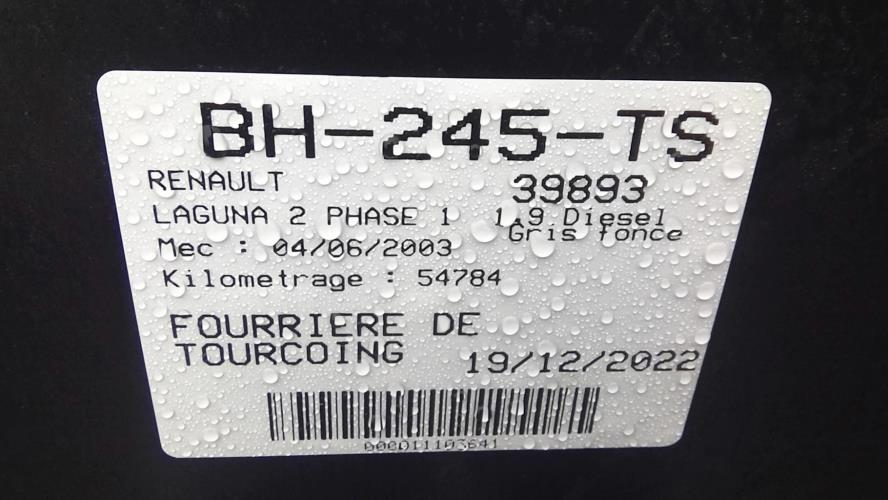 BH-245-TS
RENAULT 39893
LAGUNA 2 PHASE 1 1.9 Diesel
Gris fonce
Mec : 04/06/2003
Kilometrage : 54784
FOURRIERE DE
TOURCOING 19/12/2022